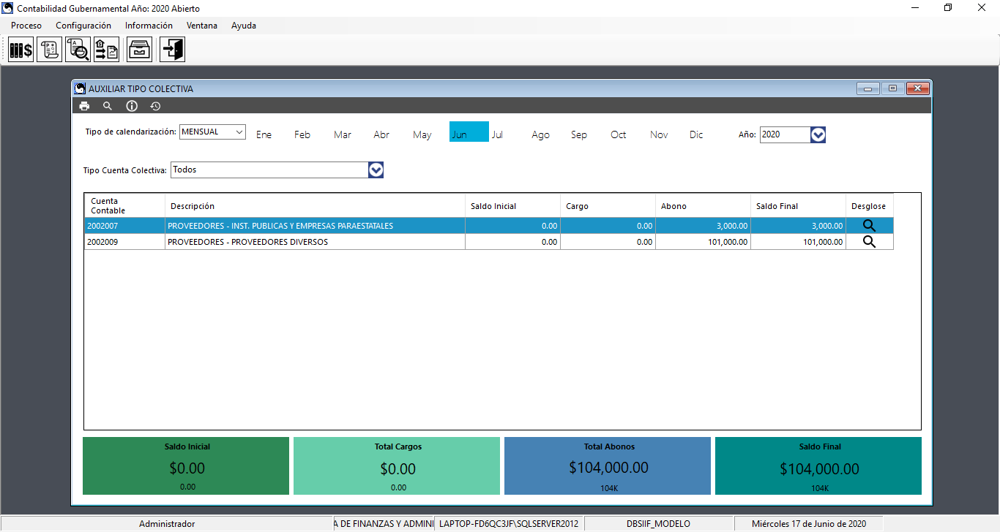 Contabilidad Gubernamental Año: 2020 Abierto
Proceso Configuración Información Ventana Ayuda
AUXILIAR TIPO COLECTIVA
Tipo de calendarización: MENSUAL Ene Feb Mar Abr May Jun Jul Ago Sep Oct Nov Dic Año: 2020
Tipo Cuenta Colectiva: Todos
Cuenta Contable Descripción Saldo Inicial Cargo Abono Saldo Final Desglose
2002007 PROVEEDORES - INST. PUBLICAS Y EMPRESAS PARAESTATALES 0.00 0.00 3,000.00 3,000.00
2002009 PROVEEDORES - PROVEEDORES DIVERSOS 0.00 0.00 101,000.00 101,000.00
Saldo Inicial Total Cargos Total Abonos Saldo Final
$0.00 $0.00 $104,000.00 $104,000.00
0.00 0.00 104K 104K
Administrador A DE FINANZAS Y ADMINI LAPTOP-FD6QC3JF\SQLSERVER2012 DBSIIF_MODELO Miércoles 17 de Junio de 2020